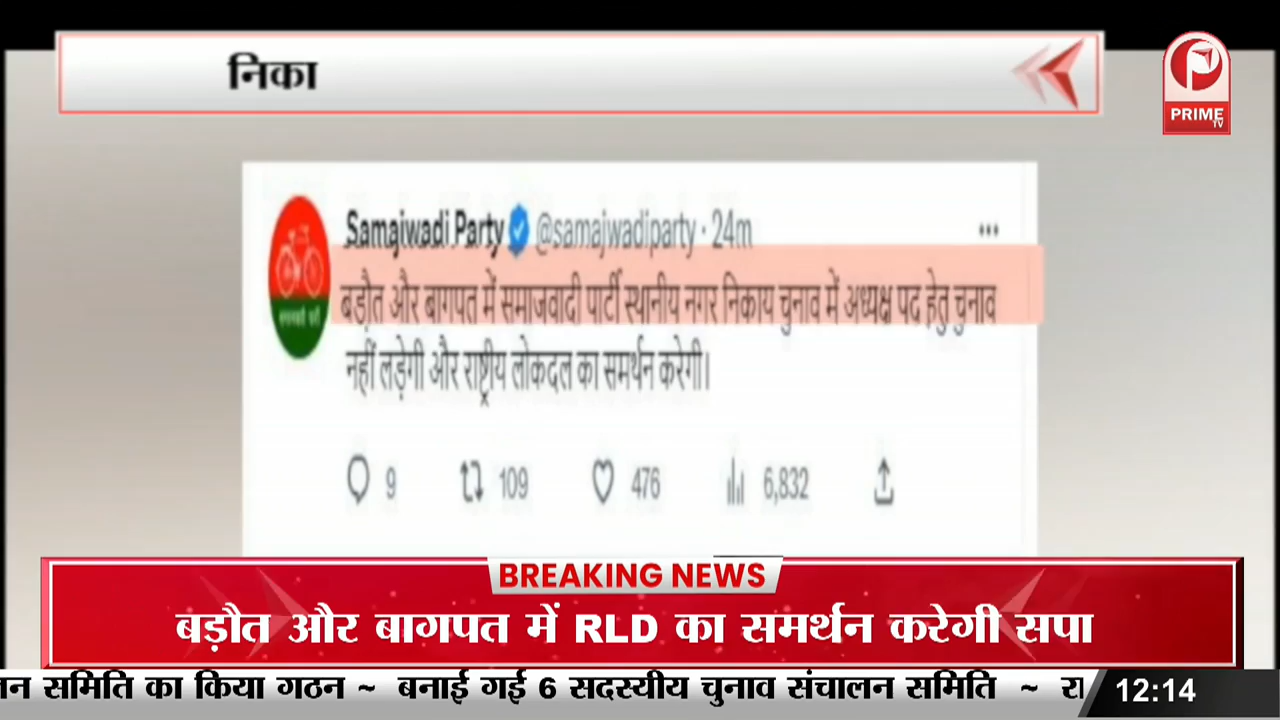 निका
PRIME
TV
Samajwadi Party @samajwadiparty · 24m
बड़ौत और बागपत में समाजवादी पार्टी स्थानीय नगर निकाय चुनाव में अध्यक्ष पद हेतु चुनाव
नहीं लड़ेगी और राष्ट्रीय लोकदल का समर्थन करेगी।
9 109 476 6,832
BREAKING NEWS
बड़ौत और बागपत में RLD का समर्थन करेगी सपा
समिति का किया गठन ~ बनाई गई 6 सदस्यीय चुनाव संचालन समिति ~
12:14